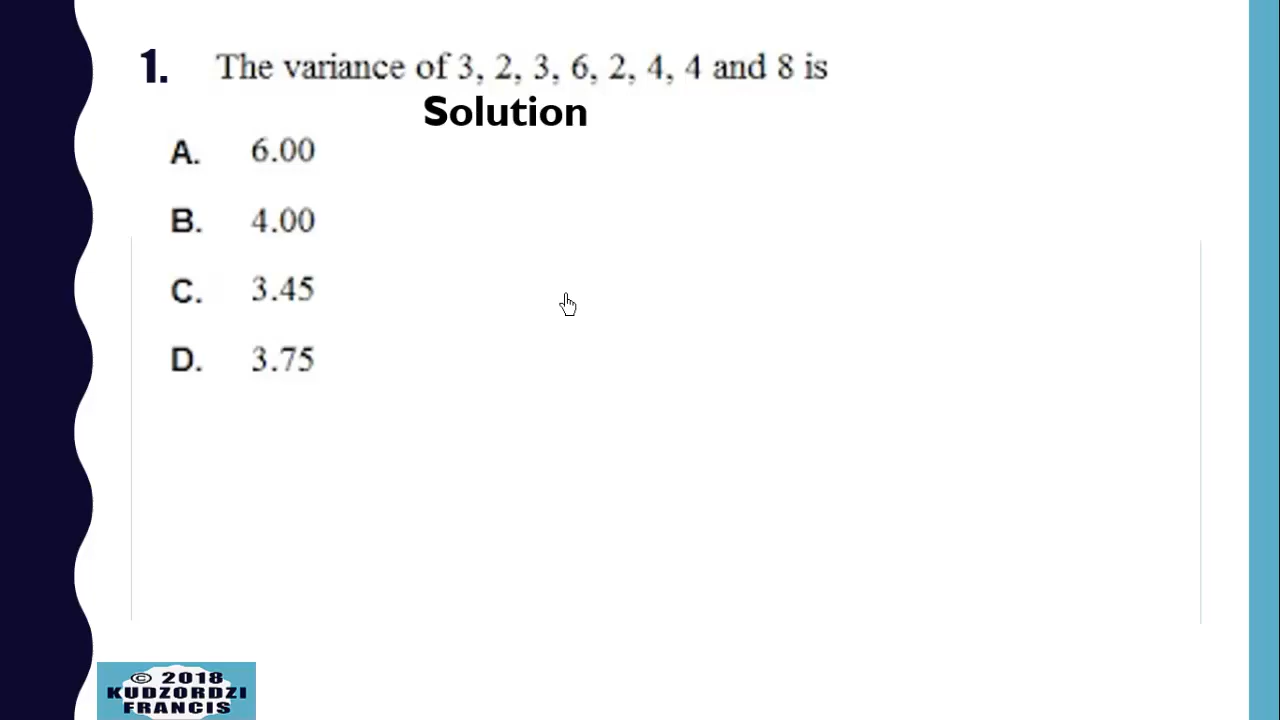 1. The variance of 3, 2, 3, 6, 2, 4, 4 and 8 is
Solution
A. 6.00
B. 4.00
C. 3.45
D. 3.75
© 2018
KUDZORDZI
FRANCIS